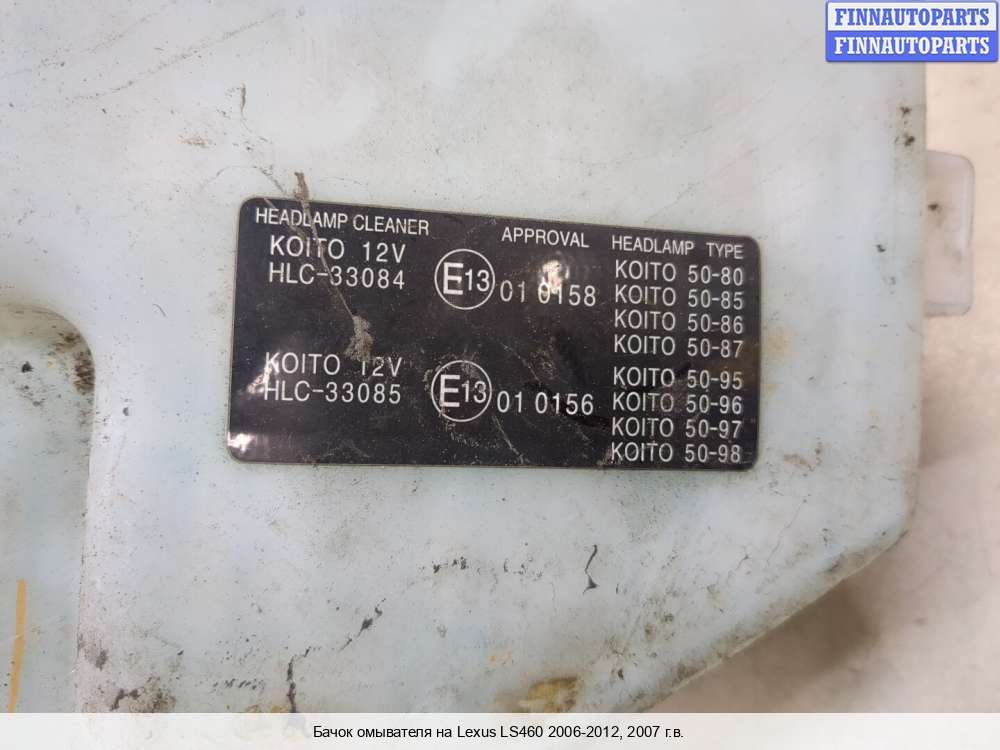 FINNAUTOPARTS
FINNAUTOPARTS
HEADLAMP CLEANER APPROVAL HEADLAMP TYPE
KOITO 12V
HLC-33084
E13
01 0158
KOITO 50-80
KOITO 50-85
KOITO 50-86
KOITO 50-87
KOITO 12V
HLC-33085
E13
01 0156
KOITO 50-95
KOITO 50-96
KOITO 50-97
KOITO 50-98
Бачок омывателя на Lexus LS460 2006-2012, 2007 г.в.